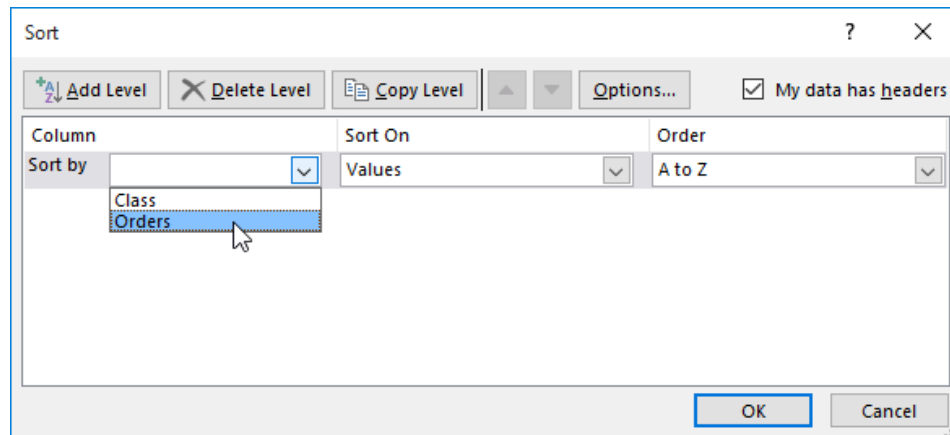 Sort ?
Add Level Delete Level Copy Level Options... My data has headers
Column Sort On Order
Sort by Values A to Z
Class
Orders
OK Cancel